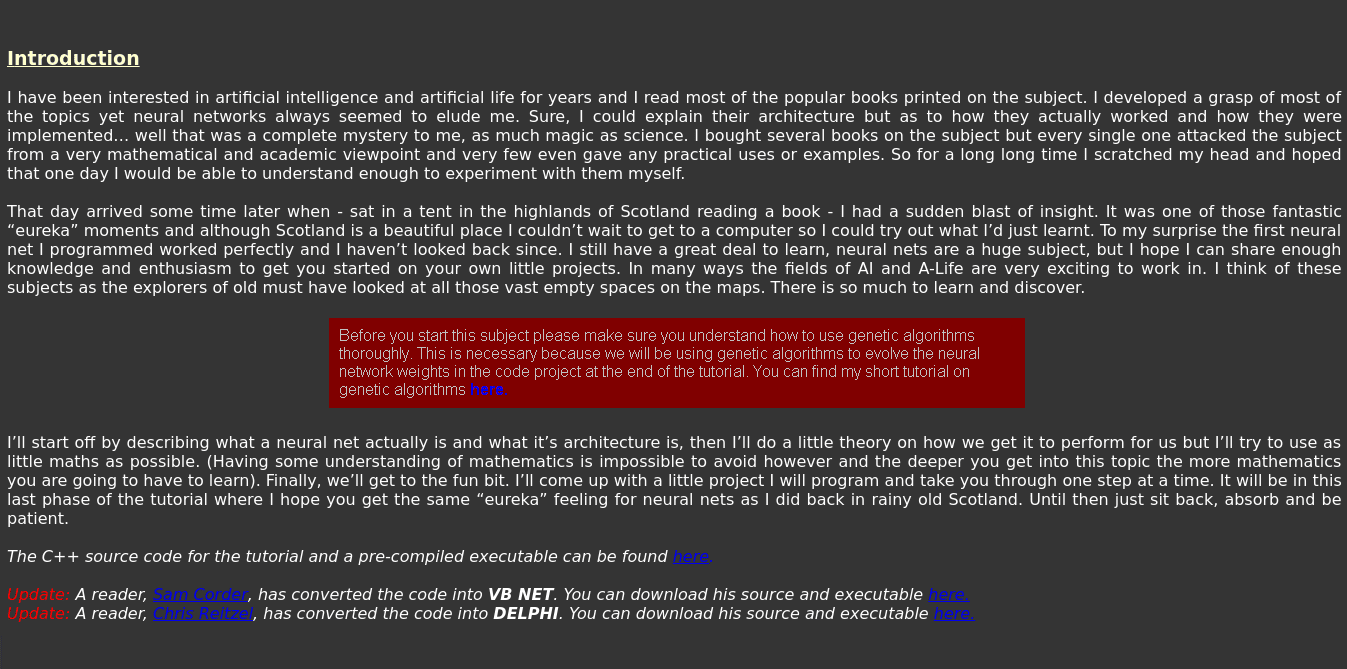 Introduction
I have been interested in artificial intelligence and artificial life for years and I read most of the popular books printed on the subject. I developed a grasp of most of
the topics yet neural networks always seemed to elude me. Sure, I could explain their architecture but as to how they actually worked and how they were
implemented… well that was a complete mystery to me, as much magic as science. I bought several books on the subject but every single one attacked the subject
from a very mathematical and academic viewpoint and very few even gave any practical uses or examples. So for a long long time I scratched my head and hoped
that one day I would be able to understand enough to experiment with them myself.
That day arrived some time later when - sat in a tent in the highlands of Scotland reading a book - I had a sudden blast of insight. It was one of those fantastic
“eureka” moments and although Scotland is a beautiful place I couldn’t wait to get to a computer so I could try out what I’d just learnt. To my surprise the first neural
net I programmed worked perfectly and I haven’t looked back since. I still have a great deal to learn, neural nets are a huge subject, but I hope I can share enough
knowledge and enthusiasm to get you started on your own little projects. In many ways the fields of AI and A-Life are very exciting to work in. I think of these
subjects as the explorers of old must have looked at all those vast empty spaces on the maps. There is so much to learn and discover.
Before you start this subject please make sure you understand how to use genetic algorithms
thoroughly. This is necessary because we will be using genetic algorithms to evolve the neural
network weights in the code project at the end of the tutorial. You can find my short tutorial on
genetic algorithms here.
I’ll start off by describing what a neural net actually is and what it’s architecture is, then I’ll do a little theory on how we get it to perform for us but I’ll try to use as
little maths as possible. (Having some understanding of mathematics is impossible to avoid however and the deeper you get into this topic the more mathematics
you are going to have to learn). Finally, we’ll get to the fun bit. I’ll come up with a little project I will program and take you through one step at a time. It will be in this
last phase of the tutorial where I hope you get the same “eureka” feeling for neural nets as I did back in rainy old Scotland. Until then just sit back, absorb and be
patient.
The C++ source code for the tutorial and a pre-compiled executable can be found here.
Update: A reader, Sam Corder, has converted the code into VB NET. You can download his source and executable here.
Update: A reader, Chris Reitzel, has converted the code into DELPHI. You can download his source and executable here.